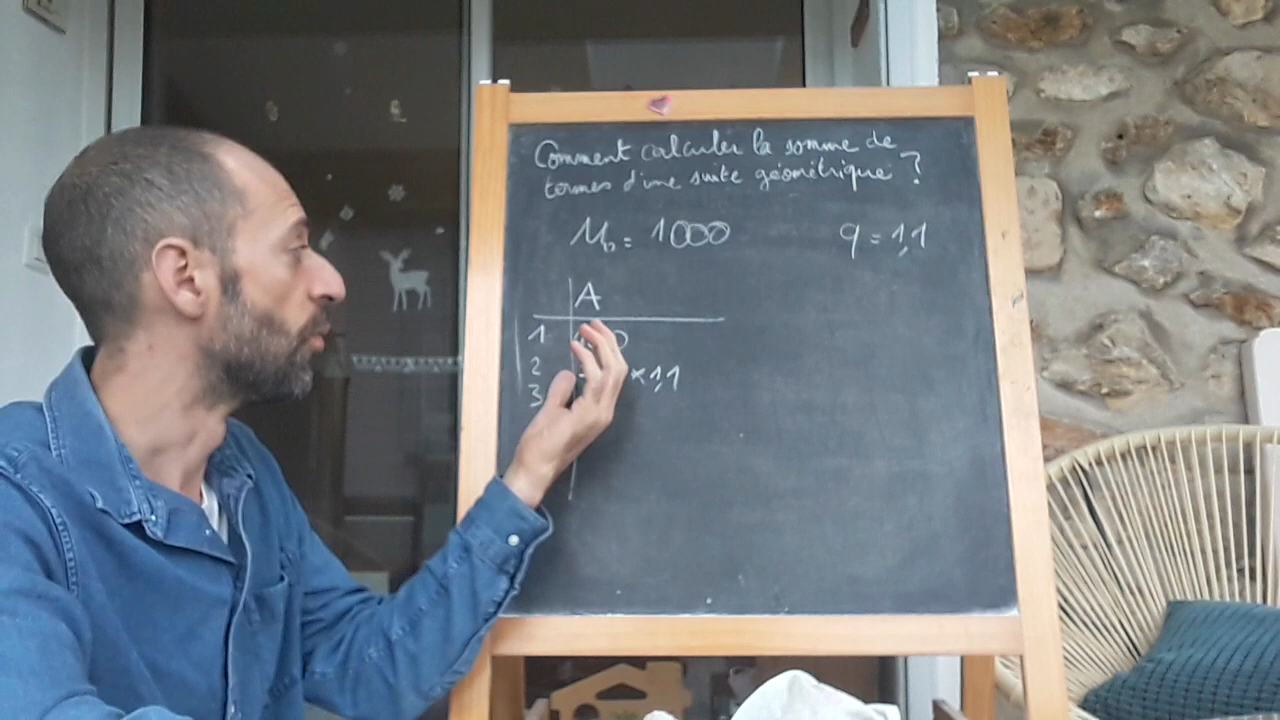 Comment calculer la somme de
termes d'une suite géométrique ?
U₀ = 1000 q = 1,1
A
1
2 × 1,1
3